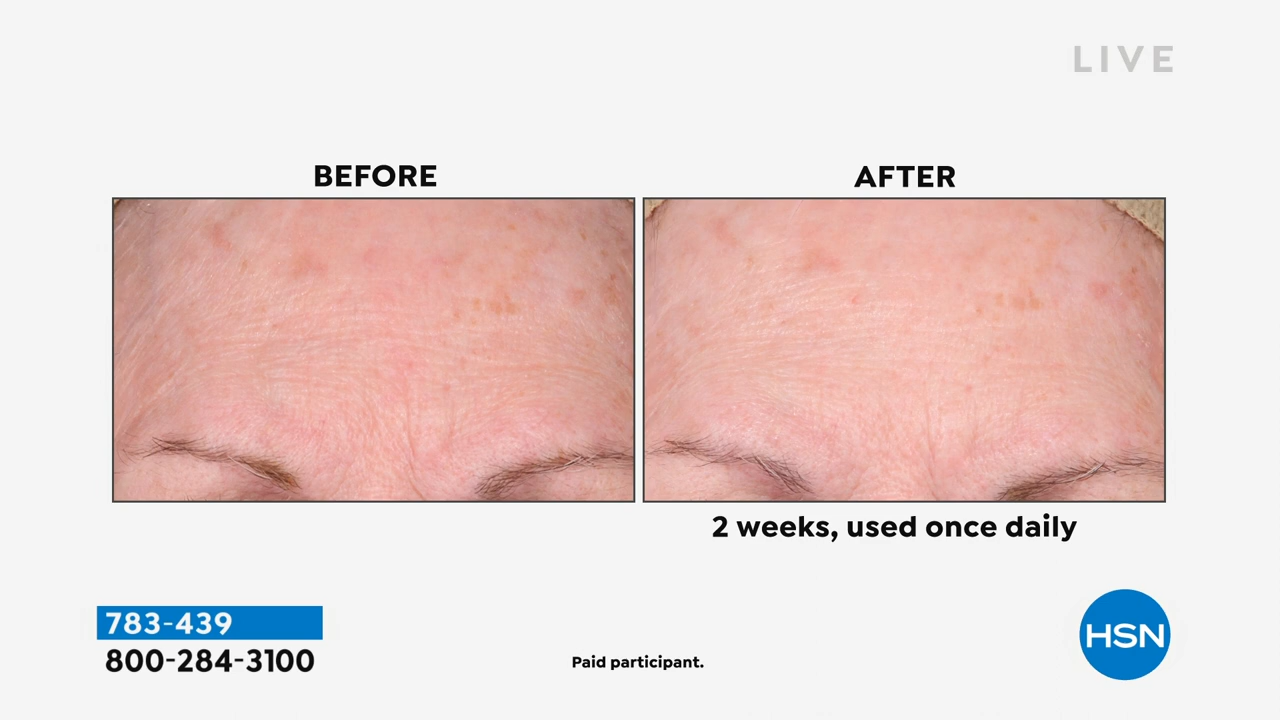 LIVE
BEFORE
AFTER
2 weeks, used once daily
783-439
800-284-3100
Paid participant.
HSN